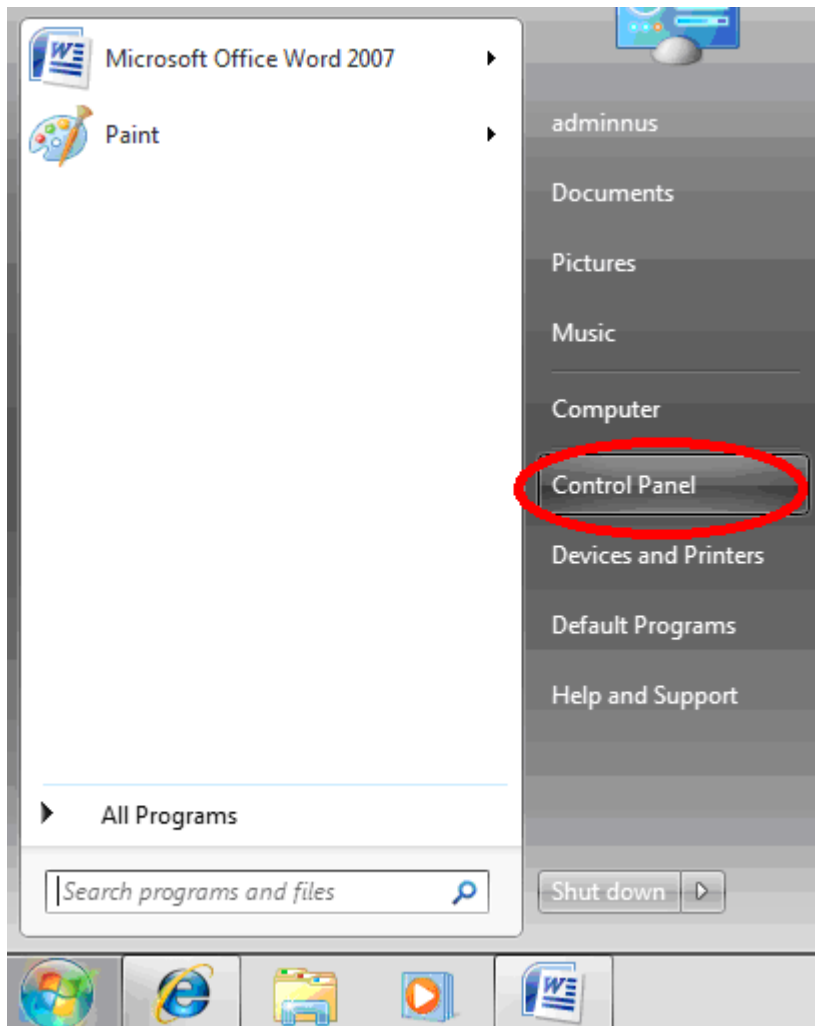 Microsoft Office Word 2007
Paint
All Programs
Search programs and files
adminnus
Documents
Pictures
Music
Computer
Control Panel
Devices and Printers
Default Programs
Help and Support
Shut down